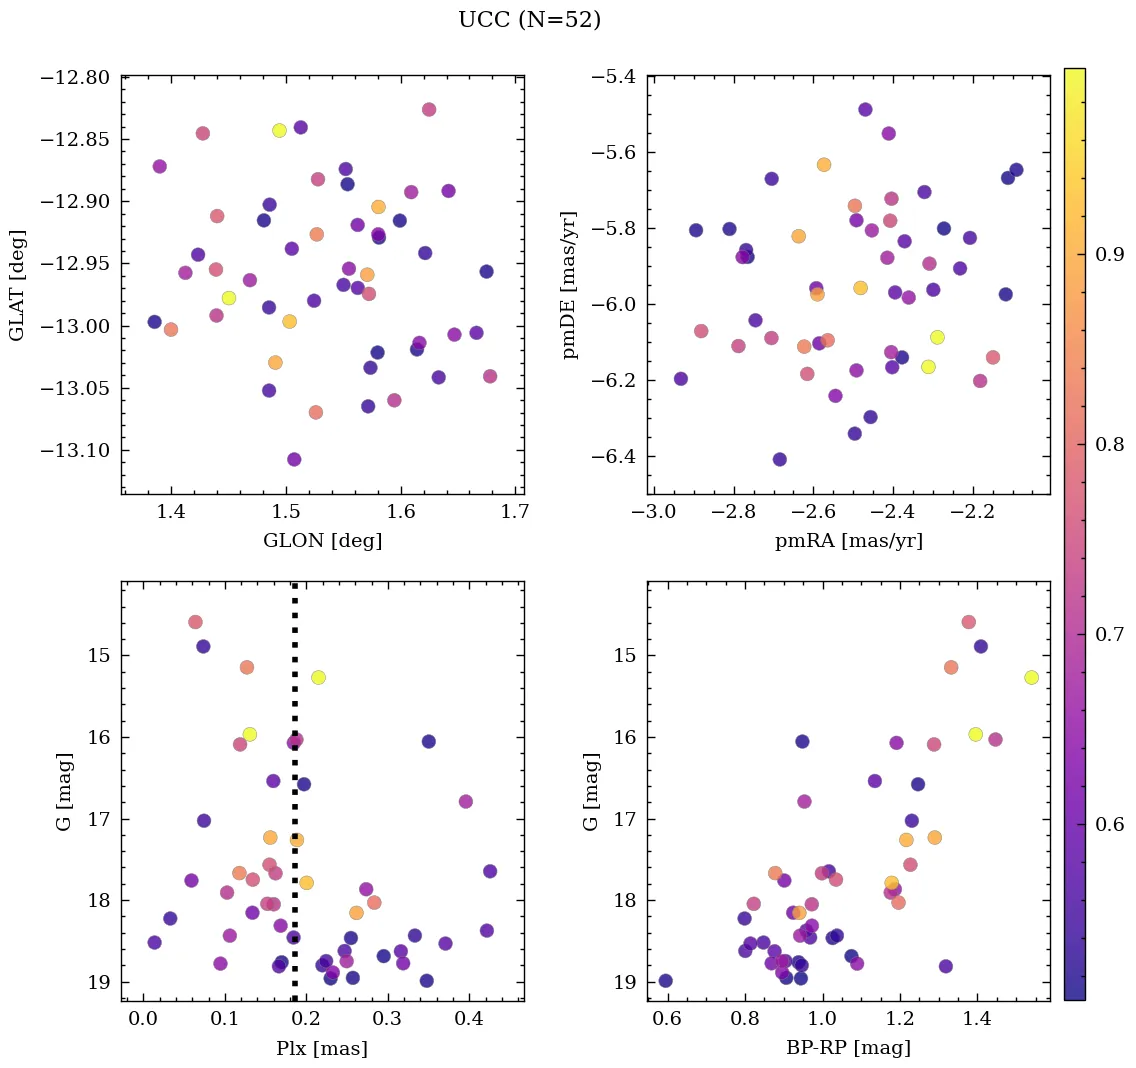 UCC (N=52)
−12.80
−12.85
−12.90
−12.95
−13.00
−13.05
−13.10
GLAT [deg]
1.4 1.5 1.6 1.7
GLON [deg]
−5.4
−5.6
−5.8
−6.0
−6.2
−6.4
pmDE [mas/yr]
−3.0 −2.8 −2.6 −2.4 −2.2
pmRA [mas/yr]
15
16
17
18
19
G [mag]
0.0 0.1 0.2 0.3 0.4
Plx [mas]
15
16
17
18
19
G [mag]
0.6 0.8 1.0 1.2 1.4
BP-RP [mag]
0.9
0.8
0.7
0.6